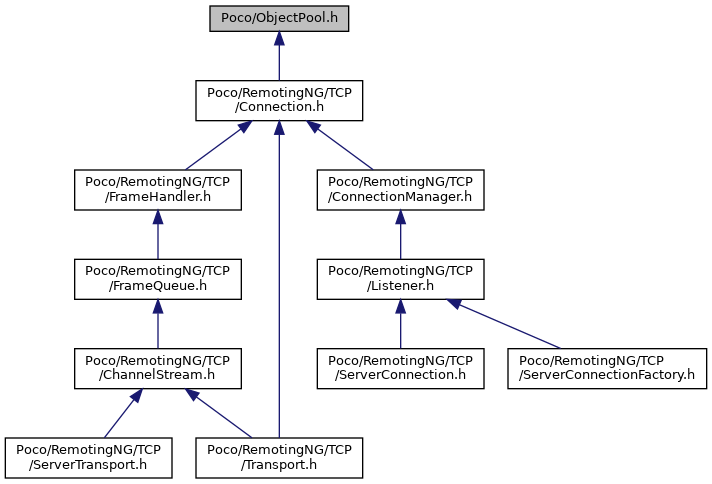 Poco/ObjectPool.h
Poco/RemotingNG/TCP
/Connection.h
Poco/RemotingNG/TCP
/FrameHandler.h
Poco/RemotingNG/TCP
/ConnectionManager.h
Poco/RemotingNG/TCP
/FrameQueue.h
Poco/RemotingNG/TCP
/Listener.h
Poco/RemotingNG/TCP
/ChannelStream.h
Poco/RemotingNG/TCP
/ServerConnection.h
Poco/RemotingNG/TCP
/ServerConnectionFactory.h
Poco/RemotingNG/TCP
/ServerTransport.h
Poco/RemotingNG/TCP
/Transport.h